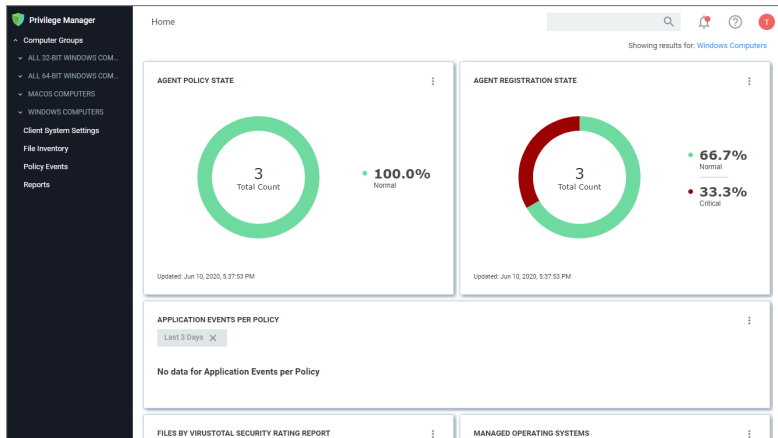 Privilege Manager
Home
T
Computer Groups
Showing results for: Windows Computers
ALL 32-BIT WINDOWS COM...
ALL 64-BIT WINDOWS COM...
MACOS COMPUTERS
WINDOWS COMPUTERS
Client System Settings
File Inventory
Policy Events
Reports
AGENT POLICY STATE
3
Total Count
100.0%
Normal
Updated: Jun 10, 2020, 5:37:53 PM
AGENT REGISTRATION STATE
3
Total Count
66.7%
Normal
33.3%
Critical
Updated: Jun 10, 2020, 5:37:53 PM
APPLICATION EVENTS PER POLICY
Last 3 Days
No data for Application Events per Policy
FILES BY VIRUSTOTAL SECURITY RATING REPORT
MANAGED OPERATING SYSTEMS